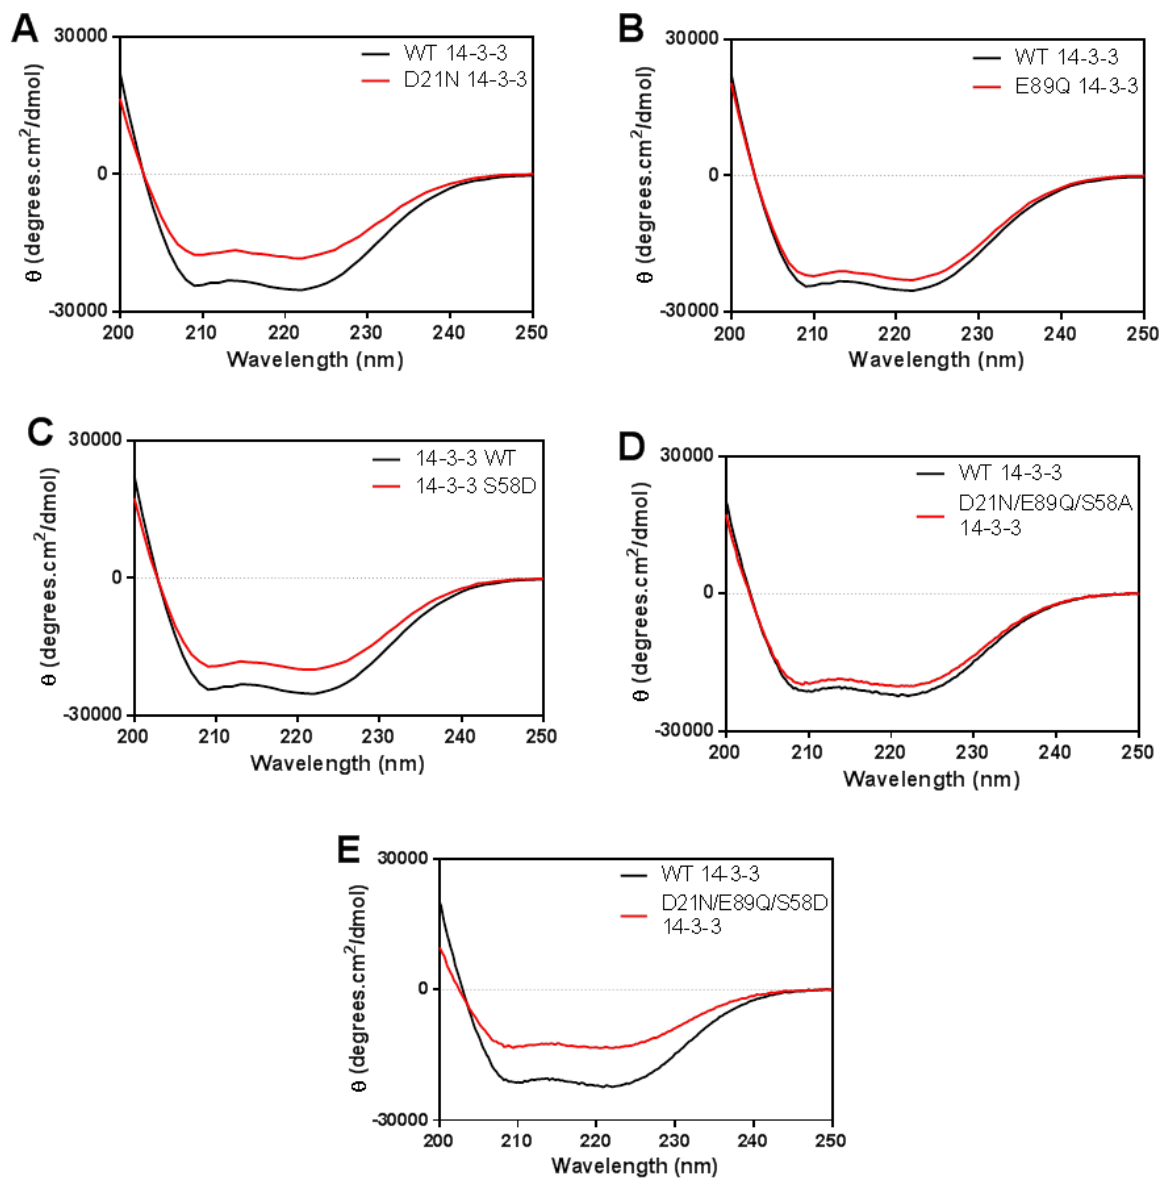 A
30000
WT 14-3-3
D21N 14-3-3
0
-30000
200 210 220 230 240 250
Wavelength (nm)
θ (degrees.cm²/dmol)
B
30000
WT 14-3-3
E89Q 14-3-3
0
-30000
200 210 220 230 240 250
Wavelength (nm)
θ (degrees.cm²/dmol)
C
30000
14-3-3 WT
14-3-3 S58D
0
-30000
200 210 220 230 240 250
Wavelength (nm)
θ (degrees.cm²/dmol)
D
30000
WT 14-3-3
D21N/E89Q/S58A
14-3-3
0
-30000
200 210 220 230 240 250
Wavelength (nm)
θ (degrees.cm²/dmol)
E
30000
WT 14-3-3
D21N/E89Q/S58D
14-3-3
0
-30000
200 210 220 230 240 250
Wavelength (nm)
θ (degrees.cm²/dmol)